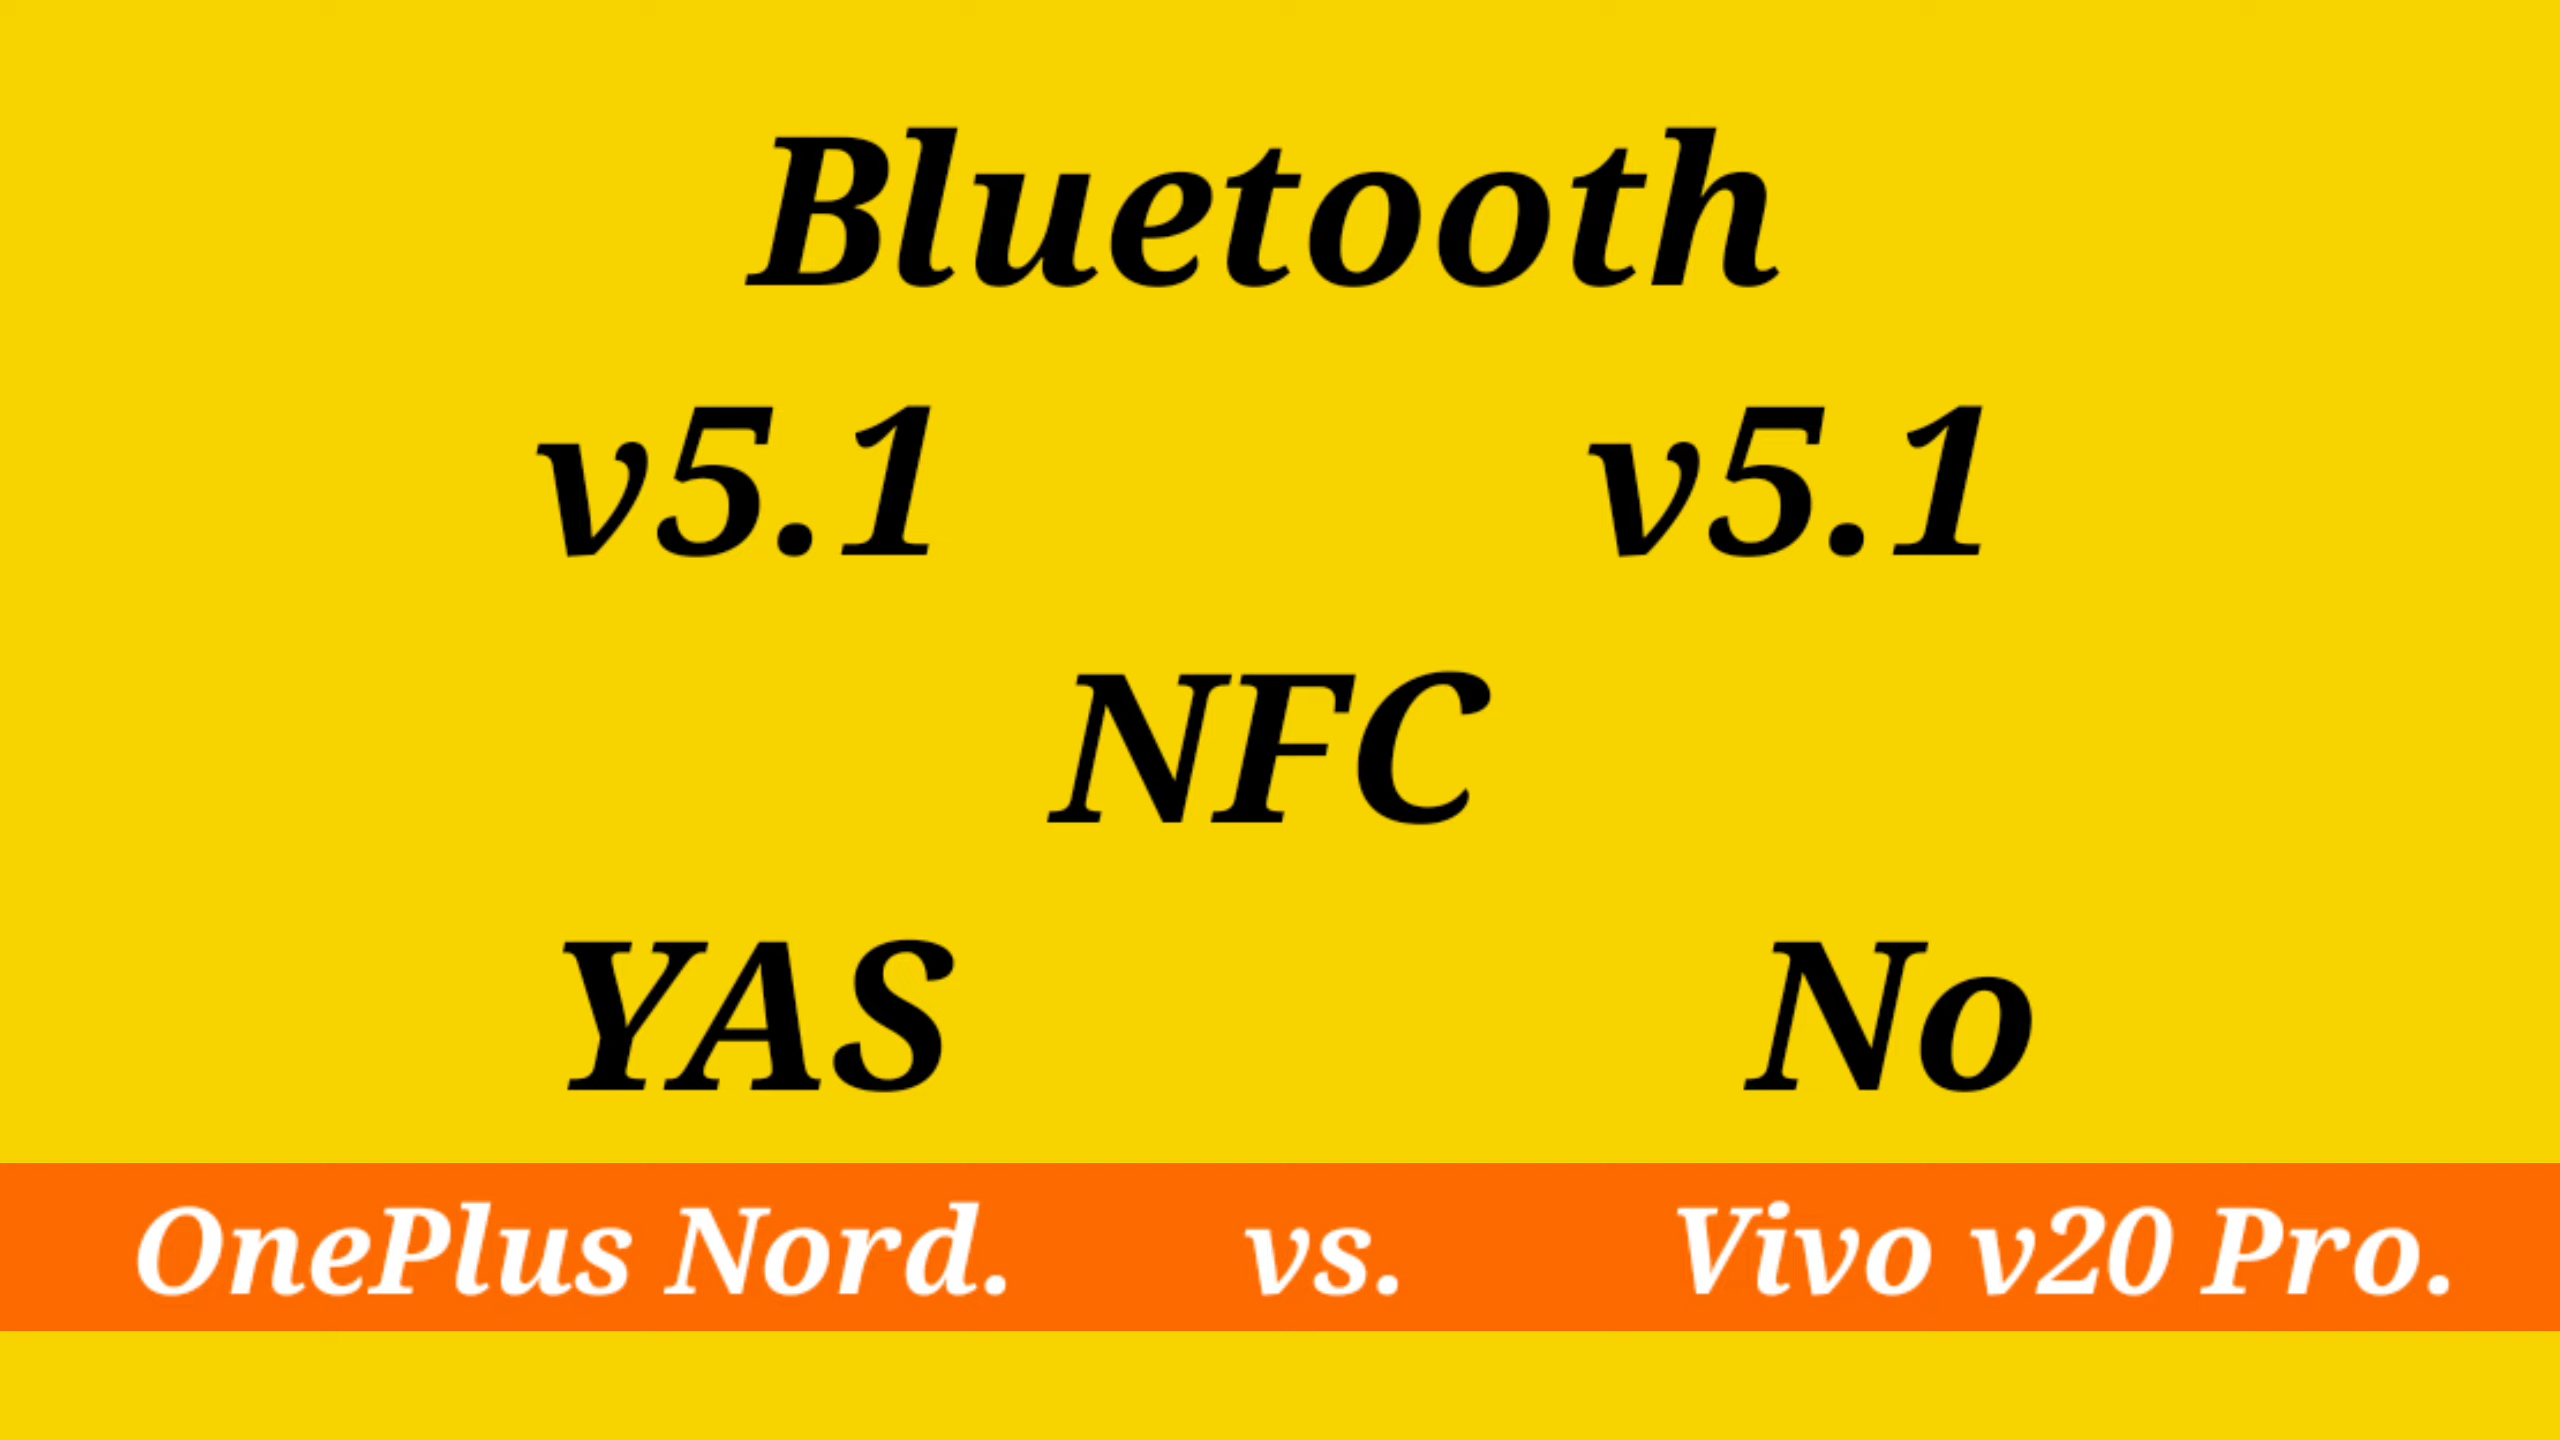 Bluetooth
v5.1 v5.1
NFC
YAS No
OnePlus Nord. vs. Vivo v20 Pro.